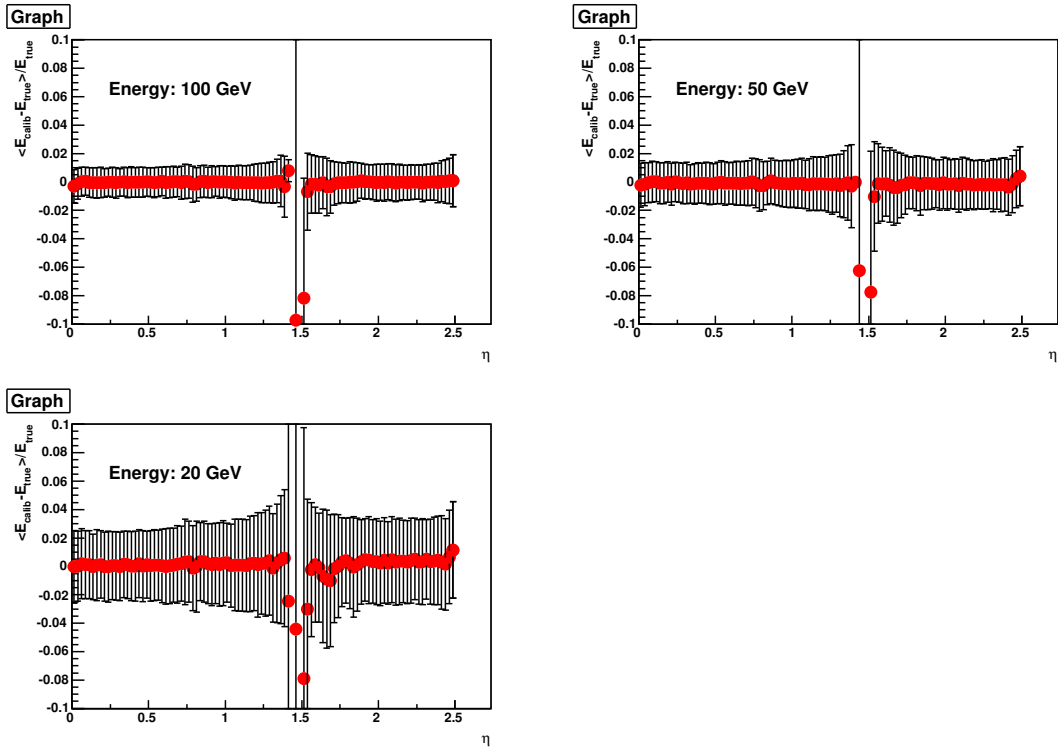 Graph
<E_calib-E_true>/E_true
0.1
0.08
0.06
0.04
0.02
0
-0.02
-0.04
-0.06
-0.08
-0.1
Energy: 100 GeV
0 0.5 1 1.5 2 2.5
η
Graph
<E_calib-E_true>/E_true
0.1
0.08
0.06
0.04
0.02
0
-0.02
-0.04
-0.06
-0.08
-0.1
Energy: 50 GeV
0 0.5 1 1.5 2 2.5
η
Graph
<E_calib-E_true>/E_true
0.1
0.08
0.06
0.04
0.02
0
-0.02
-0.04
-0.06
-0.08
-0.1
Energy: 20 GeV
0 0.5 1 1.5 2 2.5
η